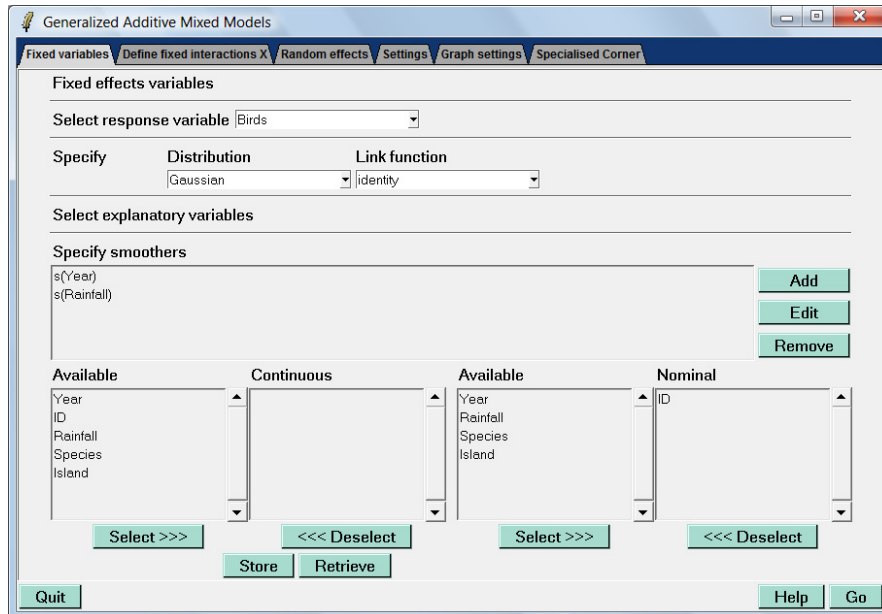 Generalized Additive Mixed Models
Fixed variables Define fixed interactions X Random effects Settings Graph settings Specialised Corner
Fixed effects variables
Select response variable Birds
Specify Distribution Link function
Gaussian identity
Select explanatory variables
Specify smoothers
s(Year)
s(Rainfall)
Add
Edit
Remove
Available Continuous Available Nominal
Year Year ID
ID Rainfall
Rainfall Species
Species Island
Island
Select >>> <<< Deselect Select >>> <<< Deselect
Store Retrieve
Quit Help Go